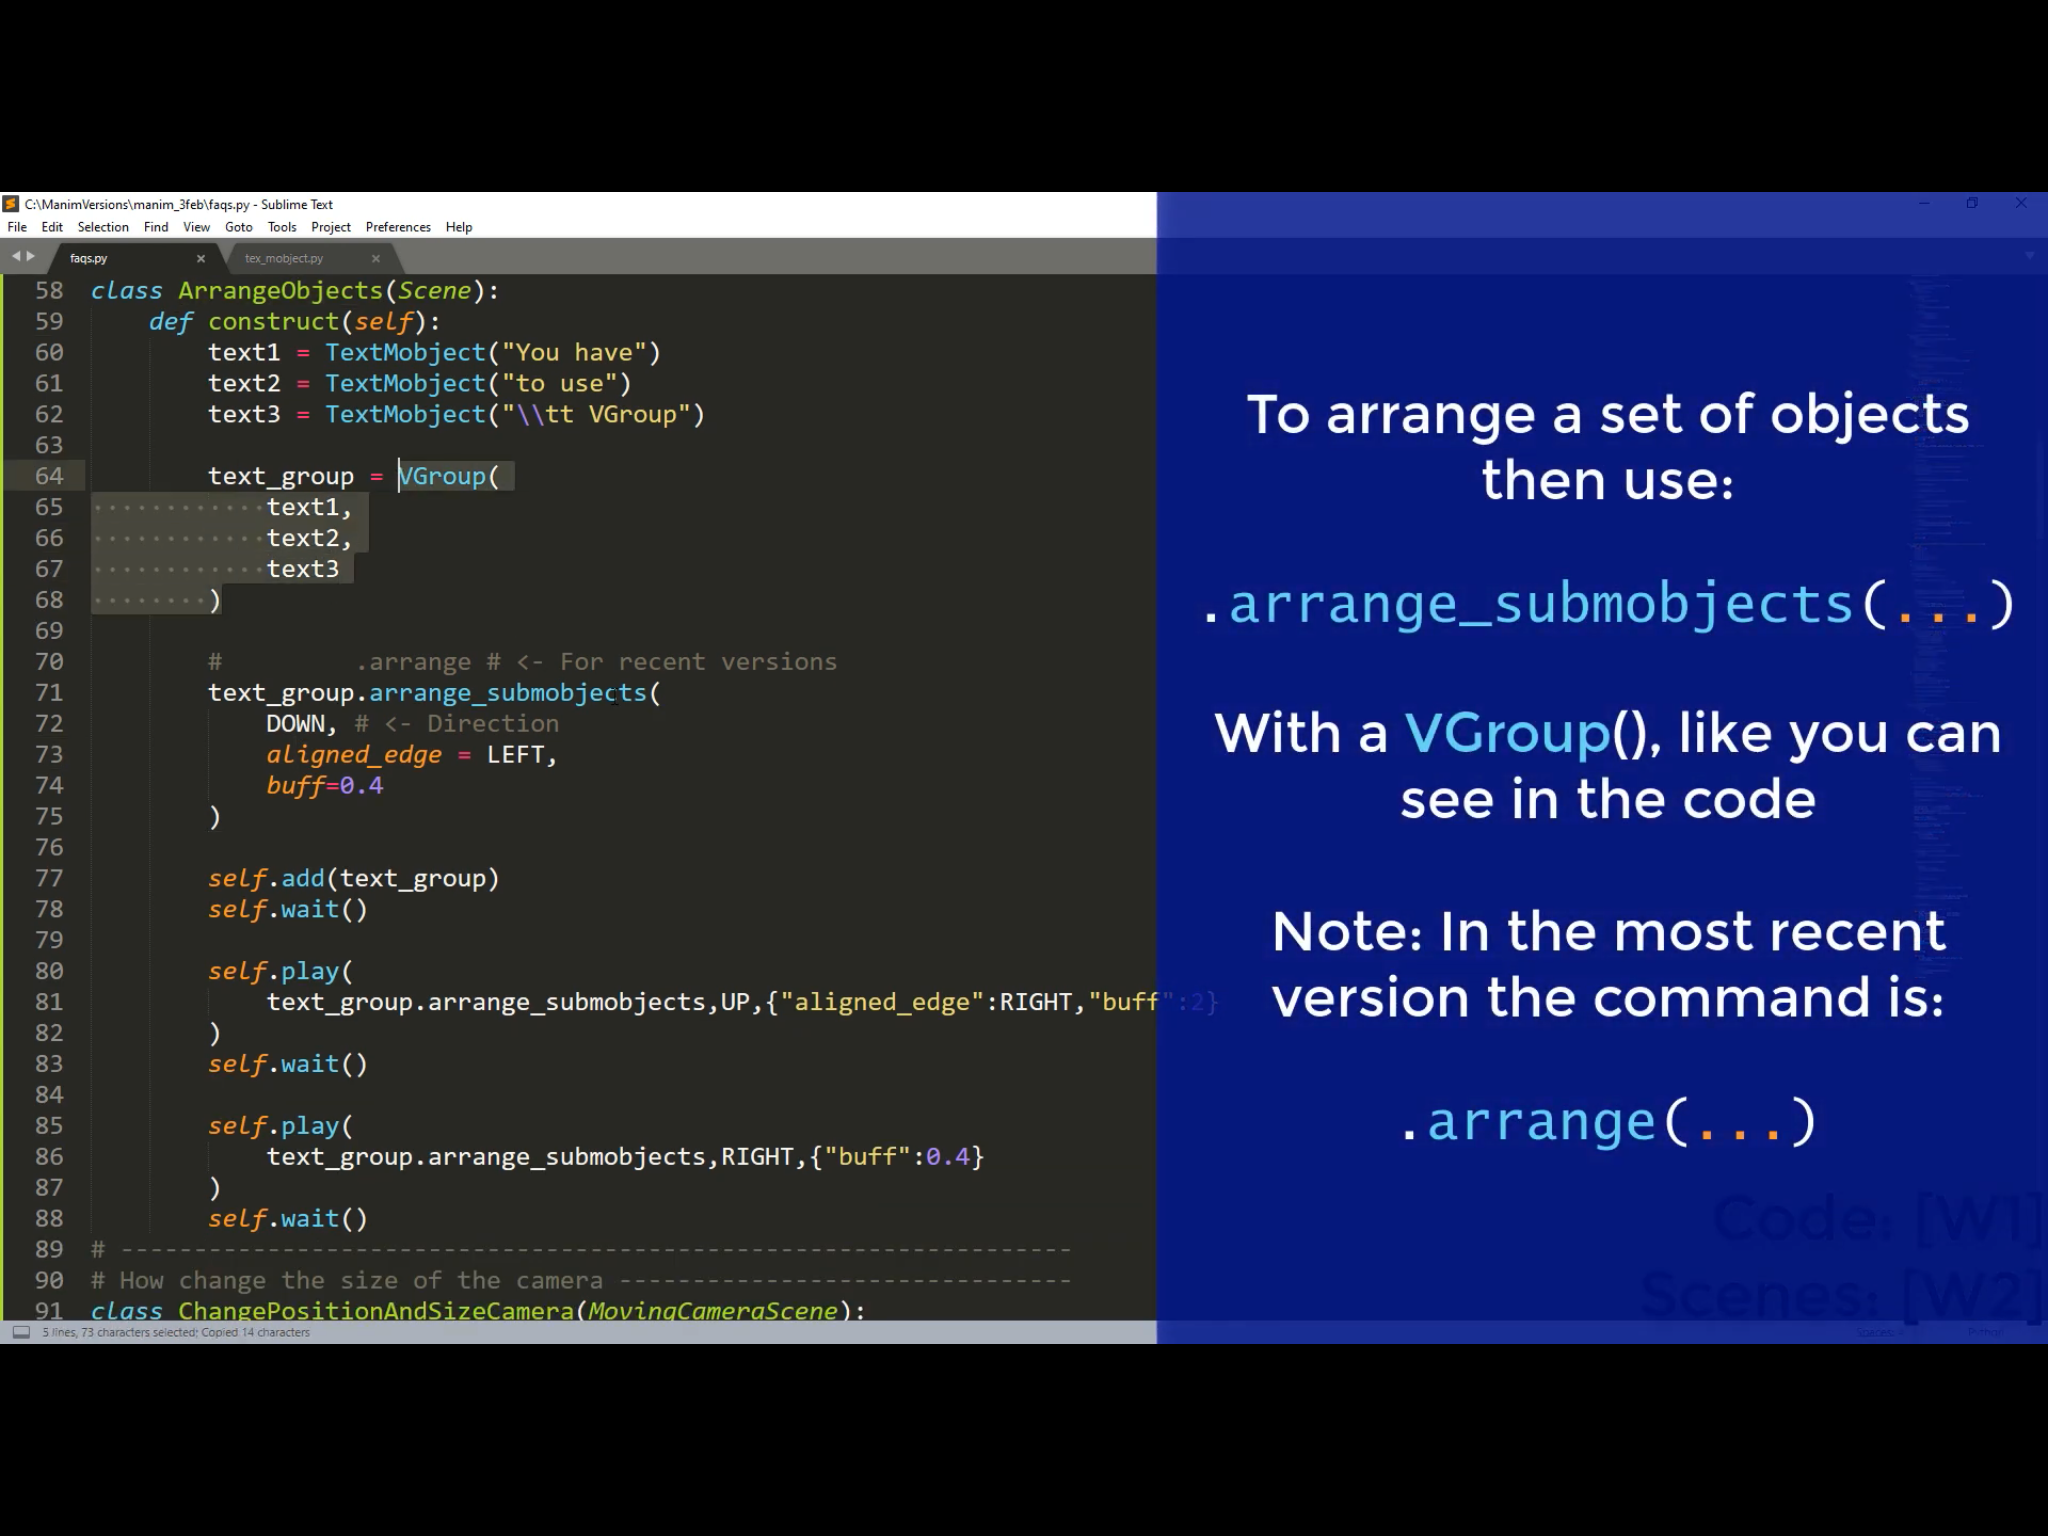 C:\ManimVersions\manim_3feb\faqs.py - Sublime Text
File Edit Selection Find View Goto Tools Project Preferences Help
faqs.py tex_mobject.py
58 class ArrangeObjects(Scene):
59 def construct(self):
60 text1 = TextMobject("You have")
61 text2 = TextMobject("to use")
62 text3 = TextMobject("\\tt VGroup")
63
64 text_group = VGroup(
65 text1,
66 text2,
67 text3
68 )
69
70 # .arrange # <- For recent versions
71 text_group.arrange_submobjects(
72 DOWN, # <- Direction
73 aligned_edge = LEFT,
74 buff=0.4
75 )
76
77 self.add(text_group)
78 self.wait()
79
80 self.play(
81 text_group.arrange_submobjects,UP,{"aligned_edge":RIGHT,"buff":2}
82 )
83 self.wait()
84
85 self.play(
86 text_group.arrange_submobjects,RIGHT,{"buff":0.4}
87 )
88 self.wait()
89 # -----------------------------------------------------------------
90 # How change the size of the camera -------------------------------
91 class ChangePositionAndSizeCamera(MovingCameraScene):
5 lines, 73 characters selected; Copied 14 characters
To arrange a set of objects
then use:
.arrange_submobjects(...)
With a VGroup(), like you can
see in the code
Note: In the most recent
version the command is:
.arrange(...)
Code: [W1]
Scenes: [W2]